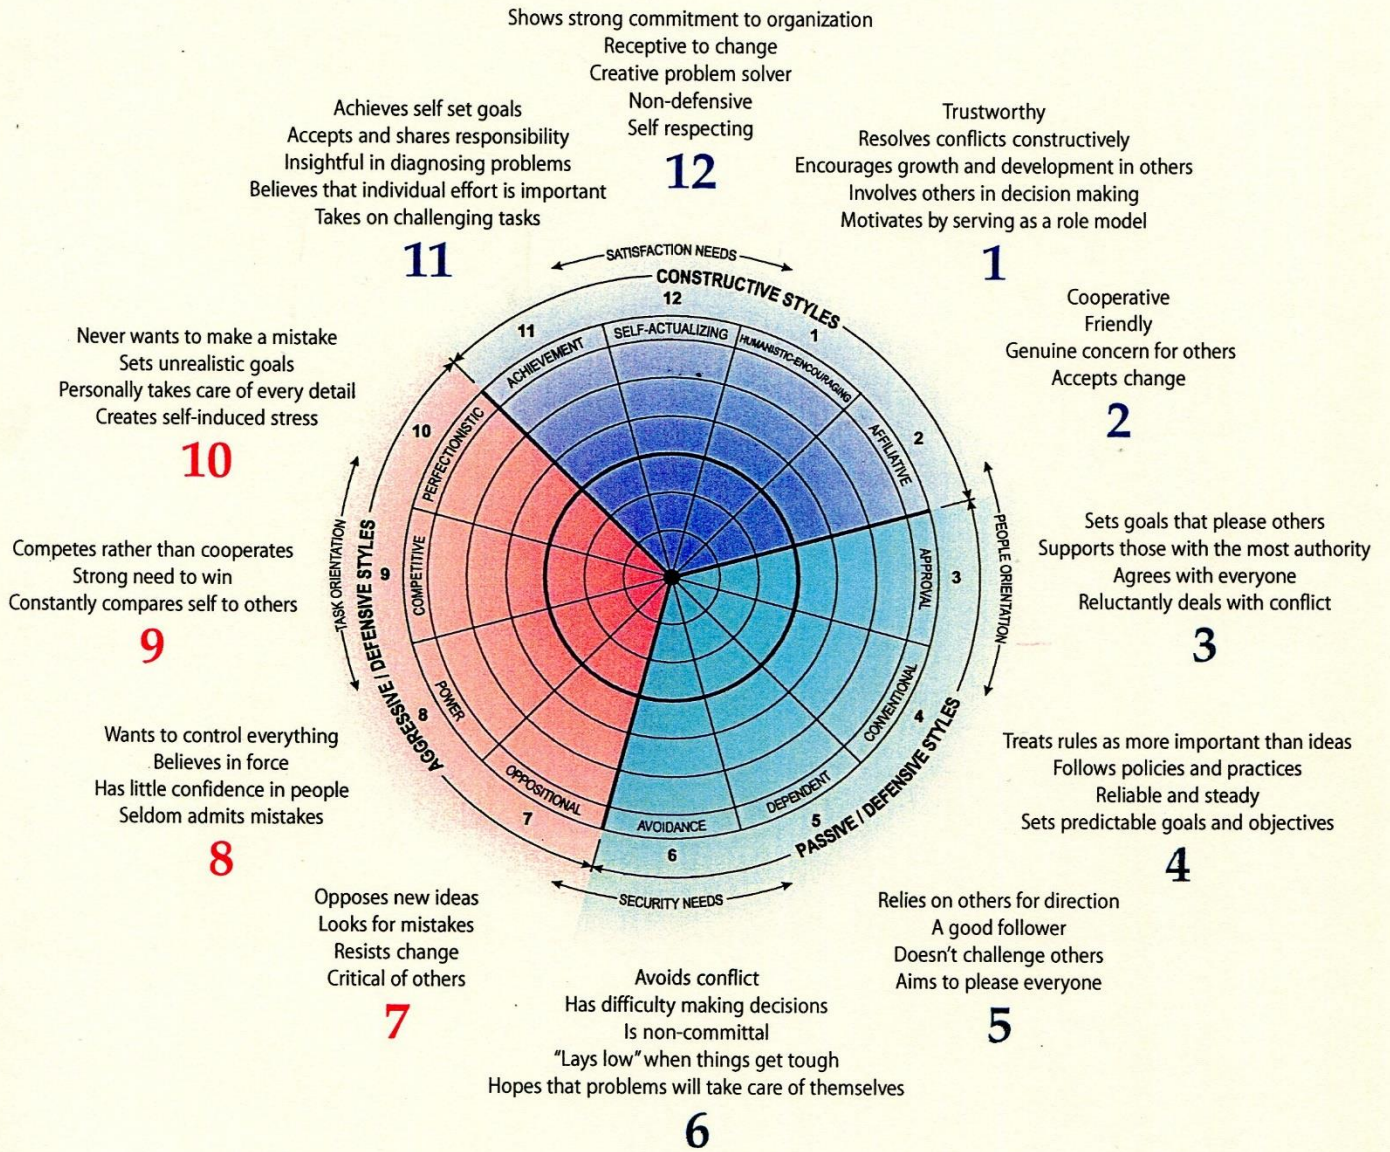 Shows strong commitment to organization
Receptive to change
Creative problem solver
Non-defensive
Self respecting
12
Achieves self set goals
Accepts and shares responsibility
Insightful in diagnosing problems
Believes that individual effort is important
Takes on challenging tasks
11
Trustworthy
Resolves conflicts constructively
Encourages growth and development in others
Involves others in decision making
Motivates by serving as a role model
1
Cooperative
Friendly
Genuine concern for others
Accepts change
2
Never wants to make a mistake
Sets unrealistic goals
Personally takes care of every detail
Creates self-induced stress
10
Competes rather than cooperates
Strong need to win
Constantly compares self to others
9
Sets goals that please others
Supports those with the most authority
Agrees with everyone
Reluctantly deals with conflict
3
Wants to control everything
Believes in force
Has little confidence in people
Seldom admits mistakes
8
Treats rules as more important than ideas
Follows policies and practices
Reliable and steady
Sets predictable goals and objectives
4
Opposes new ideas
Looks for mistakes
Resists change
Critical of others
7
Relies on others for direction
A good follower
Doesn't challenge others
Aims to please everyone
5
Avoids conflict
Has difficulty making decisions
Is non-committal
"Lays low" when things get tough
Hopes that problems will take care of themselves
6
SATISFACTION NEEDS
CONSTRUCTIVE STYLES
PEOPLE ORIENTATION
PASSIVE / DEFENSIVE STYLES
SECURITY NEEDS
AGGRESSIVE / DEFENSIVE STYLES
TASK ORIENTATION
11
ACHIEVEMENT
12
SELF-ACTUALIZING
1
HUMANISTIC-ENCOURAGING
2
AFFILIATIVE
3
APPROVAL
4
CONVENTIONAL
5
DEPENDENT
6
AVOIDANCE
7
OPPOSITIONAL
8
POWER
9
COMPETITIVE
10
PERFECTIONISTIC